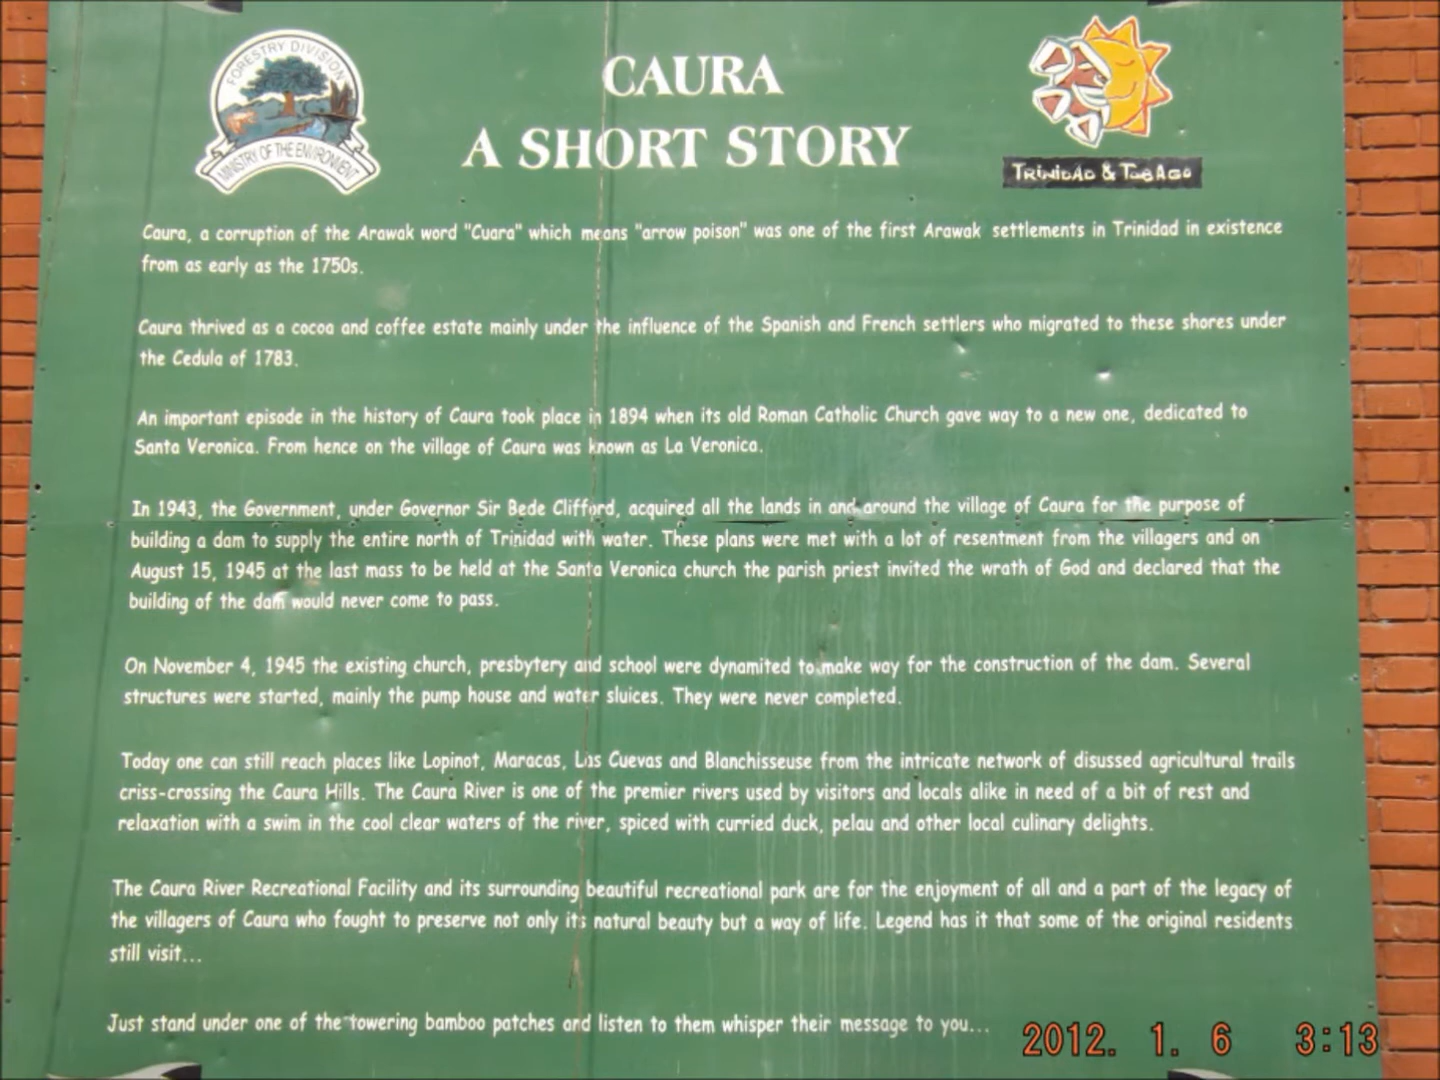 FORESTRY DIVISION
MINISTRY OF THE ENVIRONMENT
CAURA
A SHORT STORY
TRINIDAD & TOBAGO
Caura, a corruption of the Arawak word "Cuara" which means "arrow poison" was one of the first Arawak settlements in Trinidad in existence
from as early as the 1750s.
Caura thrived as a cocoa and coffee estate mainly under the influence of the Spanish and French settlers who migrated to these shores under
the Cedula of 1783.
An important episode in the history of Caura took place in 1894 when its old Roman Catholic Church gave way to a new one, dedicated to
Santa Veronica. From hence on the village of Caura was known as La Veronica.
In 1943, the Government, under Governor Sir Bede Clifford, acquired all the lands in and around the village of Caura for the purpose of
building a dam to supply the entire north of Trinidad with water. These plans were met with a lot of resentment from the villagers and on
August 15, 1945 at the last mass to be held at the Santa Veronica church the parish priest invited the wrath of God and declared that the
building of the dam would never come to pass.
On November 4, 1945 the existing church, presbytery and school were dynamited to make way for the construction of the dam. Several
structures were started, mainly the pump house and water sluices. They were never completed.
Today one can still reach places like Lopinot, Maracas, Las Cuevas and Blanchisseuse from the intricate network of disussed agricultural trails
criss-crossing the Caura Hills. The Caura River is one of the premier rivers used by visitors and locals alike in need of a bit of rest and
relaxation with a swim in the cool clear waters of the river, spiced with curried duck, pelau and other local culinary delights.
The Caura River Recreational Facility and its surrounding beautiful recreational park are for the enjoyment of all and a part of the legacy of
the villagers of Caura who fought to preserve not only its natural beauty but a way of life. Legend has it that some of the original residents
still visit...
Just stand under one of the towering bamboo patches and listen to them whisper their message to you...
2012. 1. 6 3:13